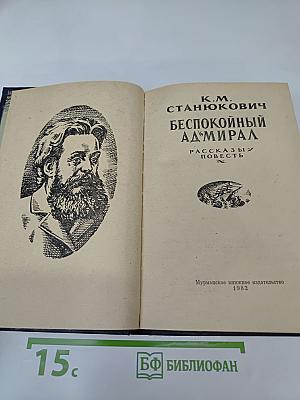 К.М.
СТАНЮКОВИЧ
БЕСПОКОЙНЫЙ
АДМИРАЛ
РАССКАЗЫ
ПОВЕСТЬ
Мурманское книжное издательство
1982
15с
БФ БИБЛИОФАН